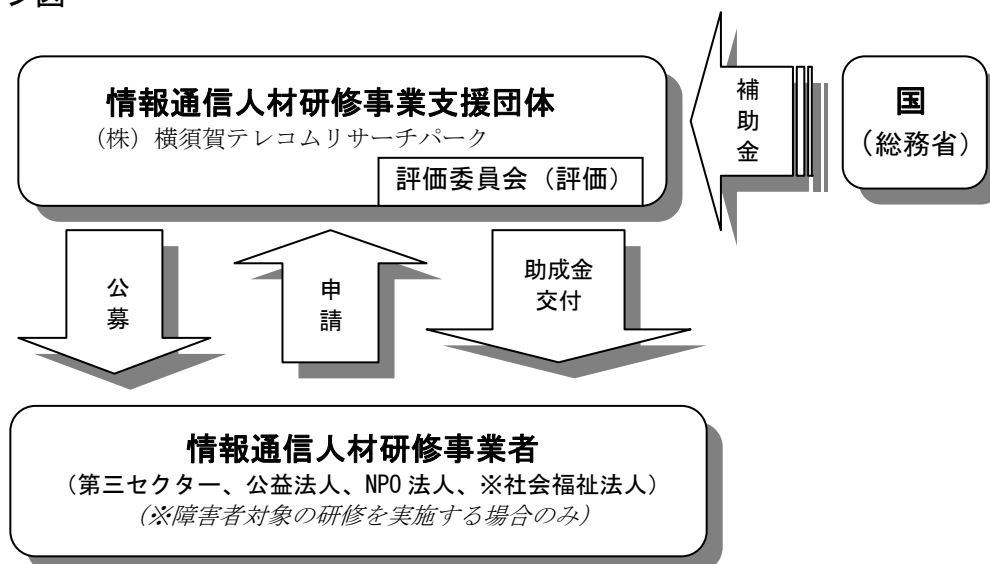 情報通信人材研修事業支援団体
（株）横須賀テレコムリサーチパーク
評価委員会（評価）
補助金
国
（総務省）
公募
申請
助成金
交付
情報通信人材研修事業者
（第三セクター、公益法人、NPO 法人、※社会福祉法人）
（※障害者対象の研修を実施する場合のみ）